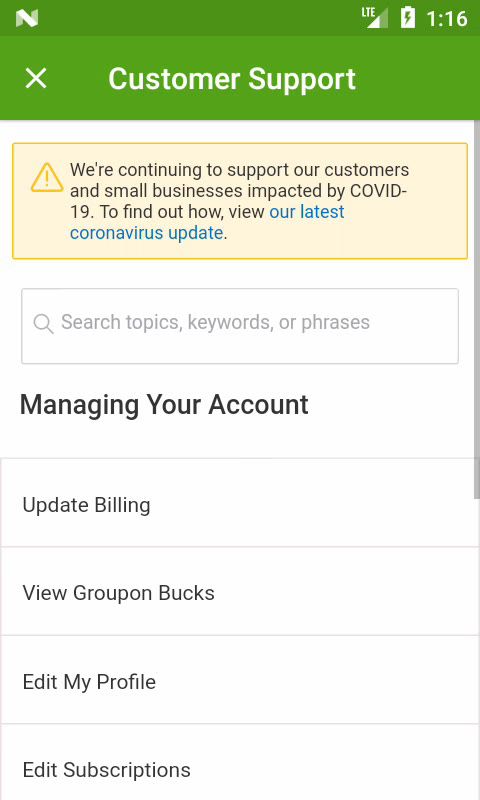 LTE 1:16
Customer Support
We're continuing to support our customers
and small businesses impacted by COVID-
19. To find out how, view our latest
coronavirus update.
Search topics, keywords, or phrases
Managing Your Account
Update Billing
View Groupon Bucks
Edit My Profile
Edit Subscriptions